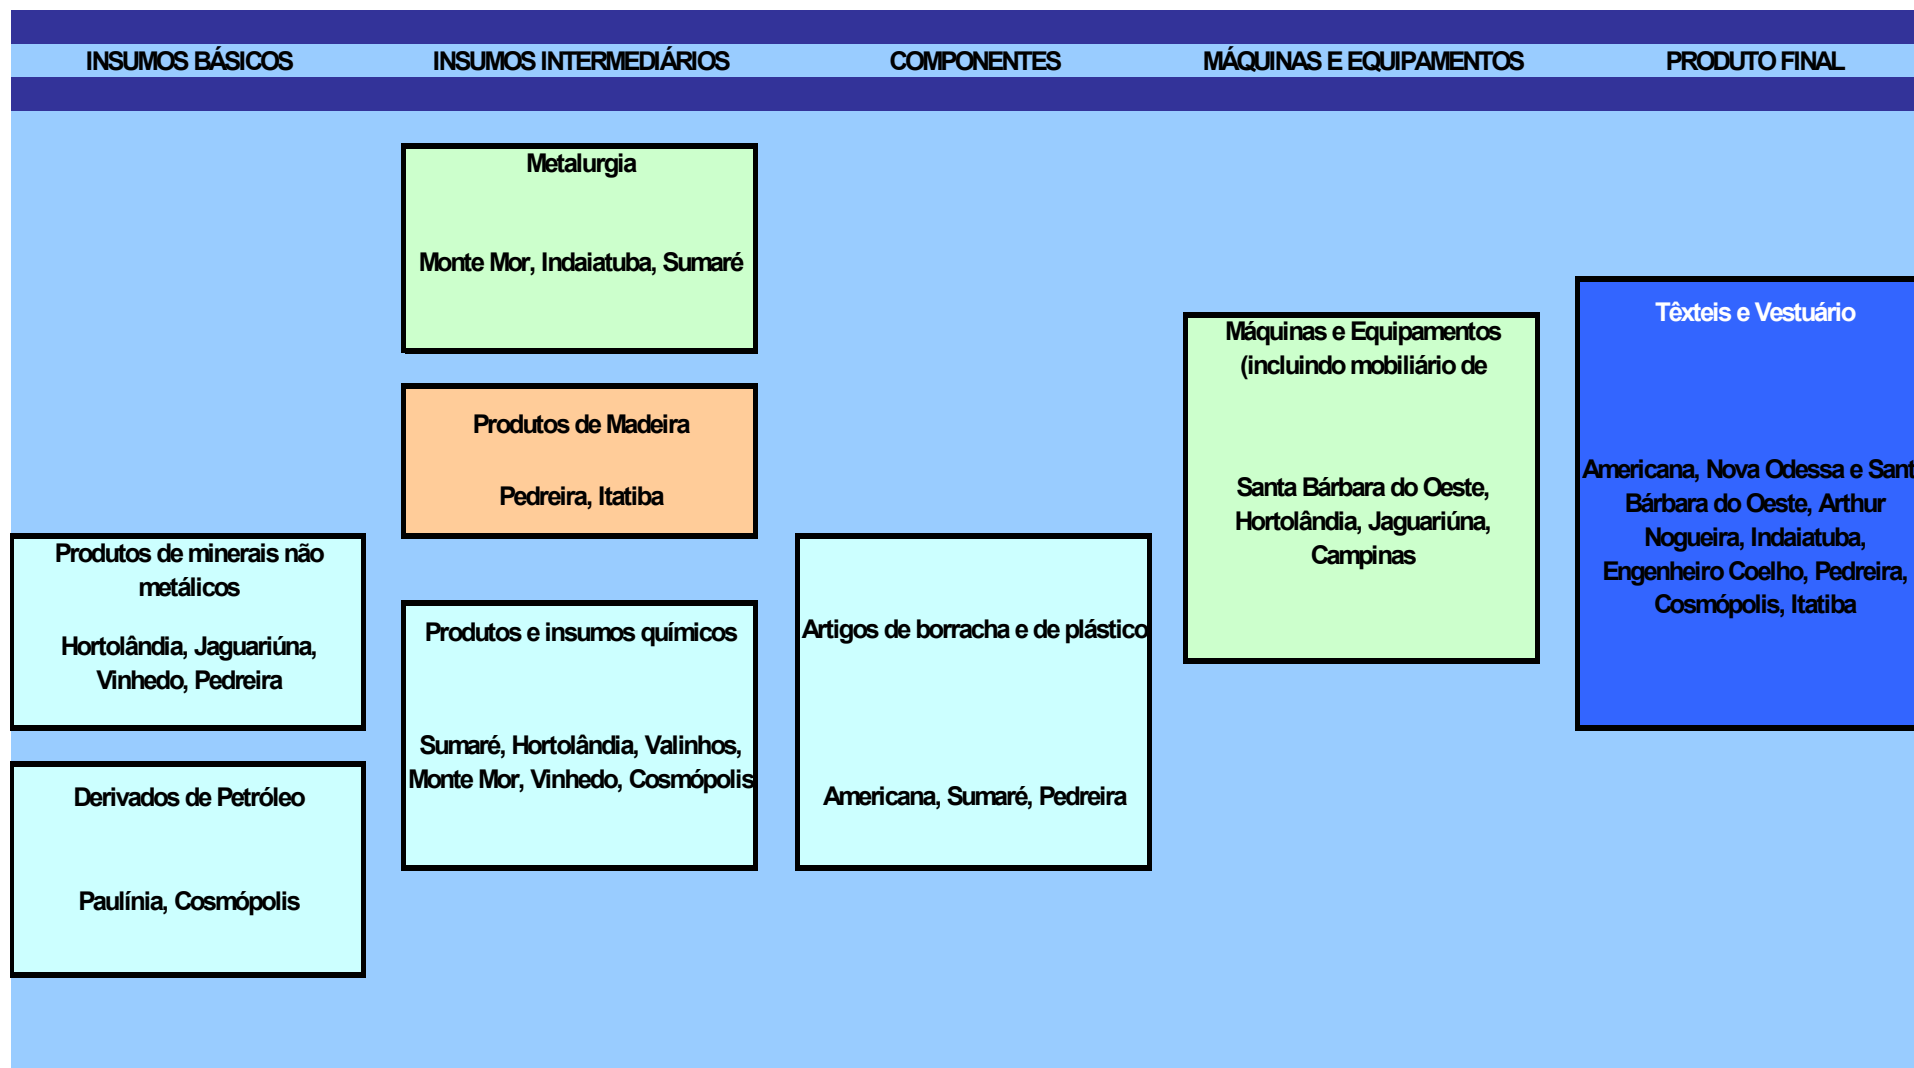 INSUMOS BÁSICOS
INSUMOS INTERMEDIÁRIOS
COMPONENTES
MÁQUINAS E EQUIPAMENTOS
PRODUTO FINAL
Metalurgia
Monte Mor, Indaiatuba, Sumaré
Produtos de Madeira
Pedreira, Itatiba
Produtos de minerais não
metálicos
Hortolândia, Jaguariúna,
Vinhedo, Pedreira
Derivados de Petróleo
Paulínia, Cosmópolis
Produtos e insumos químicos
Sumaré, Hortolândia, Valinhos,
Monte Mor, Vinhedo, Cosmópolis
Artigos de borracha e de plástico
Americana, Sumaré, Pedreira
Máquinas e Equipamentos
(incluindo mobiliário de
Santa Bárbara do Oeste,
Hortolândia, Jaguariúna,
Campinas
Têxteis e Vestuário
Americana, Nova Odessa e Sant
Bárbara do Oeste, Arthur
Nogueira, Indaiatuba,
Engenheiro Coelho, Pedreira,
Cosmópolis, Itatiba